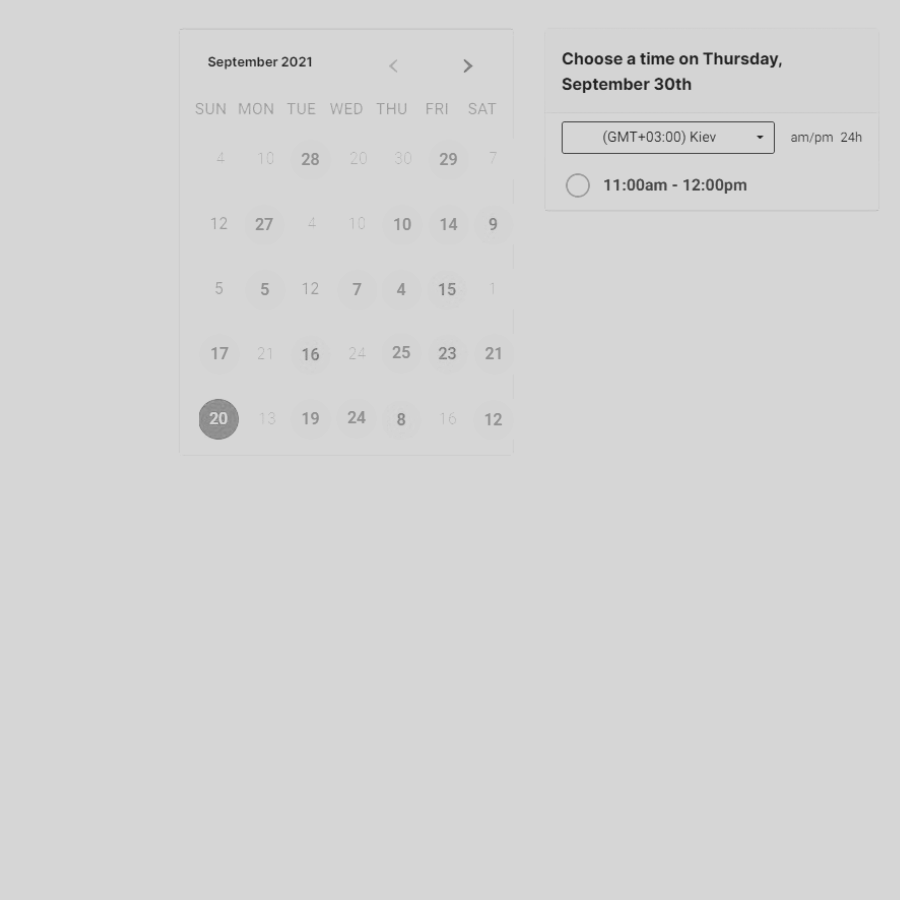 September 2021
SUN MON TUE WED THU FRI SAT
4 10 28 20 30 29 7
12 27 4 10 10 14 9
5 5 12 7 4 15 1
17 21 16 24 25 23 21
20 13 19 24 8 16 12
Choose a time on Thursday,
September 30th
(GMT+03:00) Kiev am/pm 24h
11:00am - 12:00pm